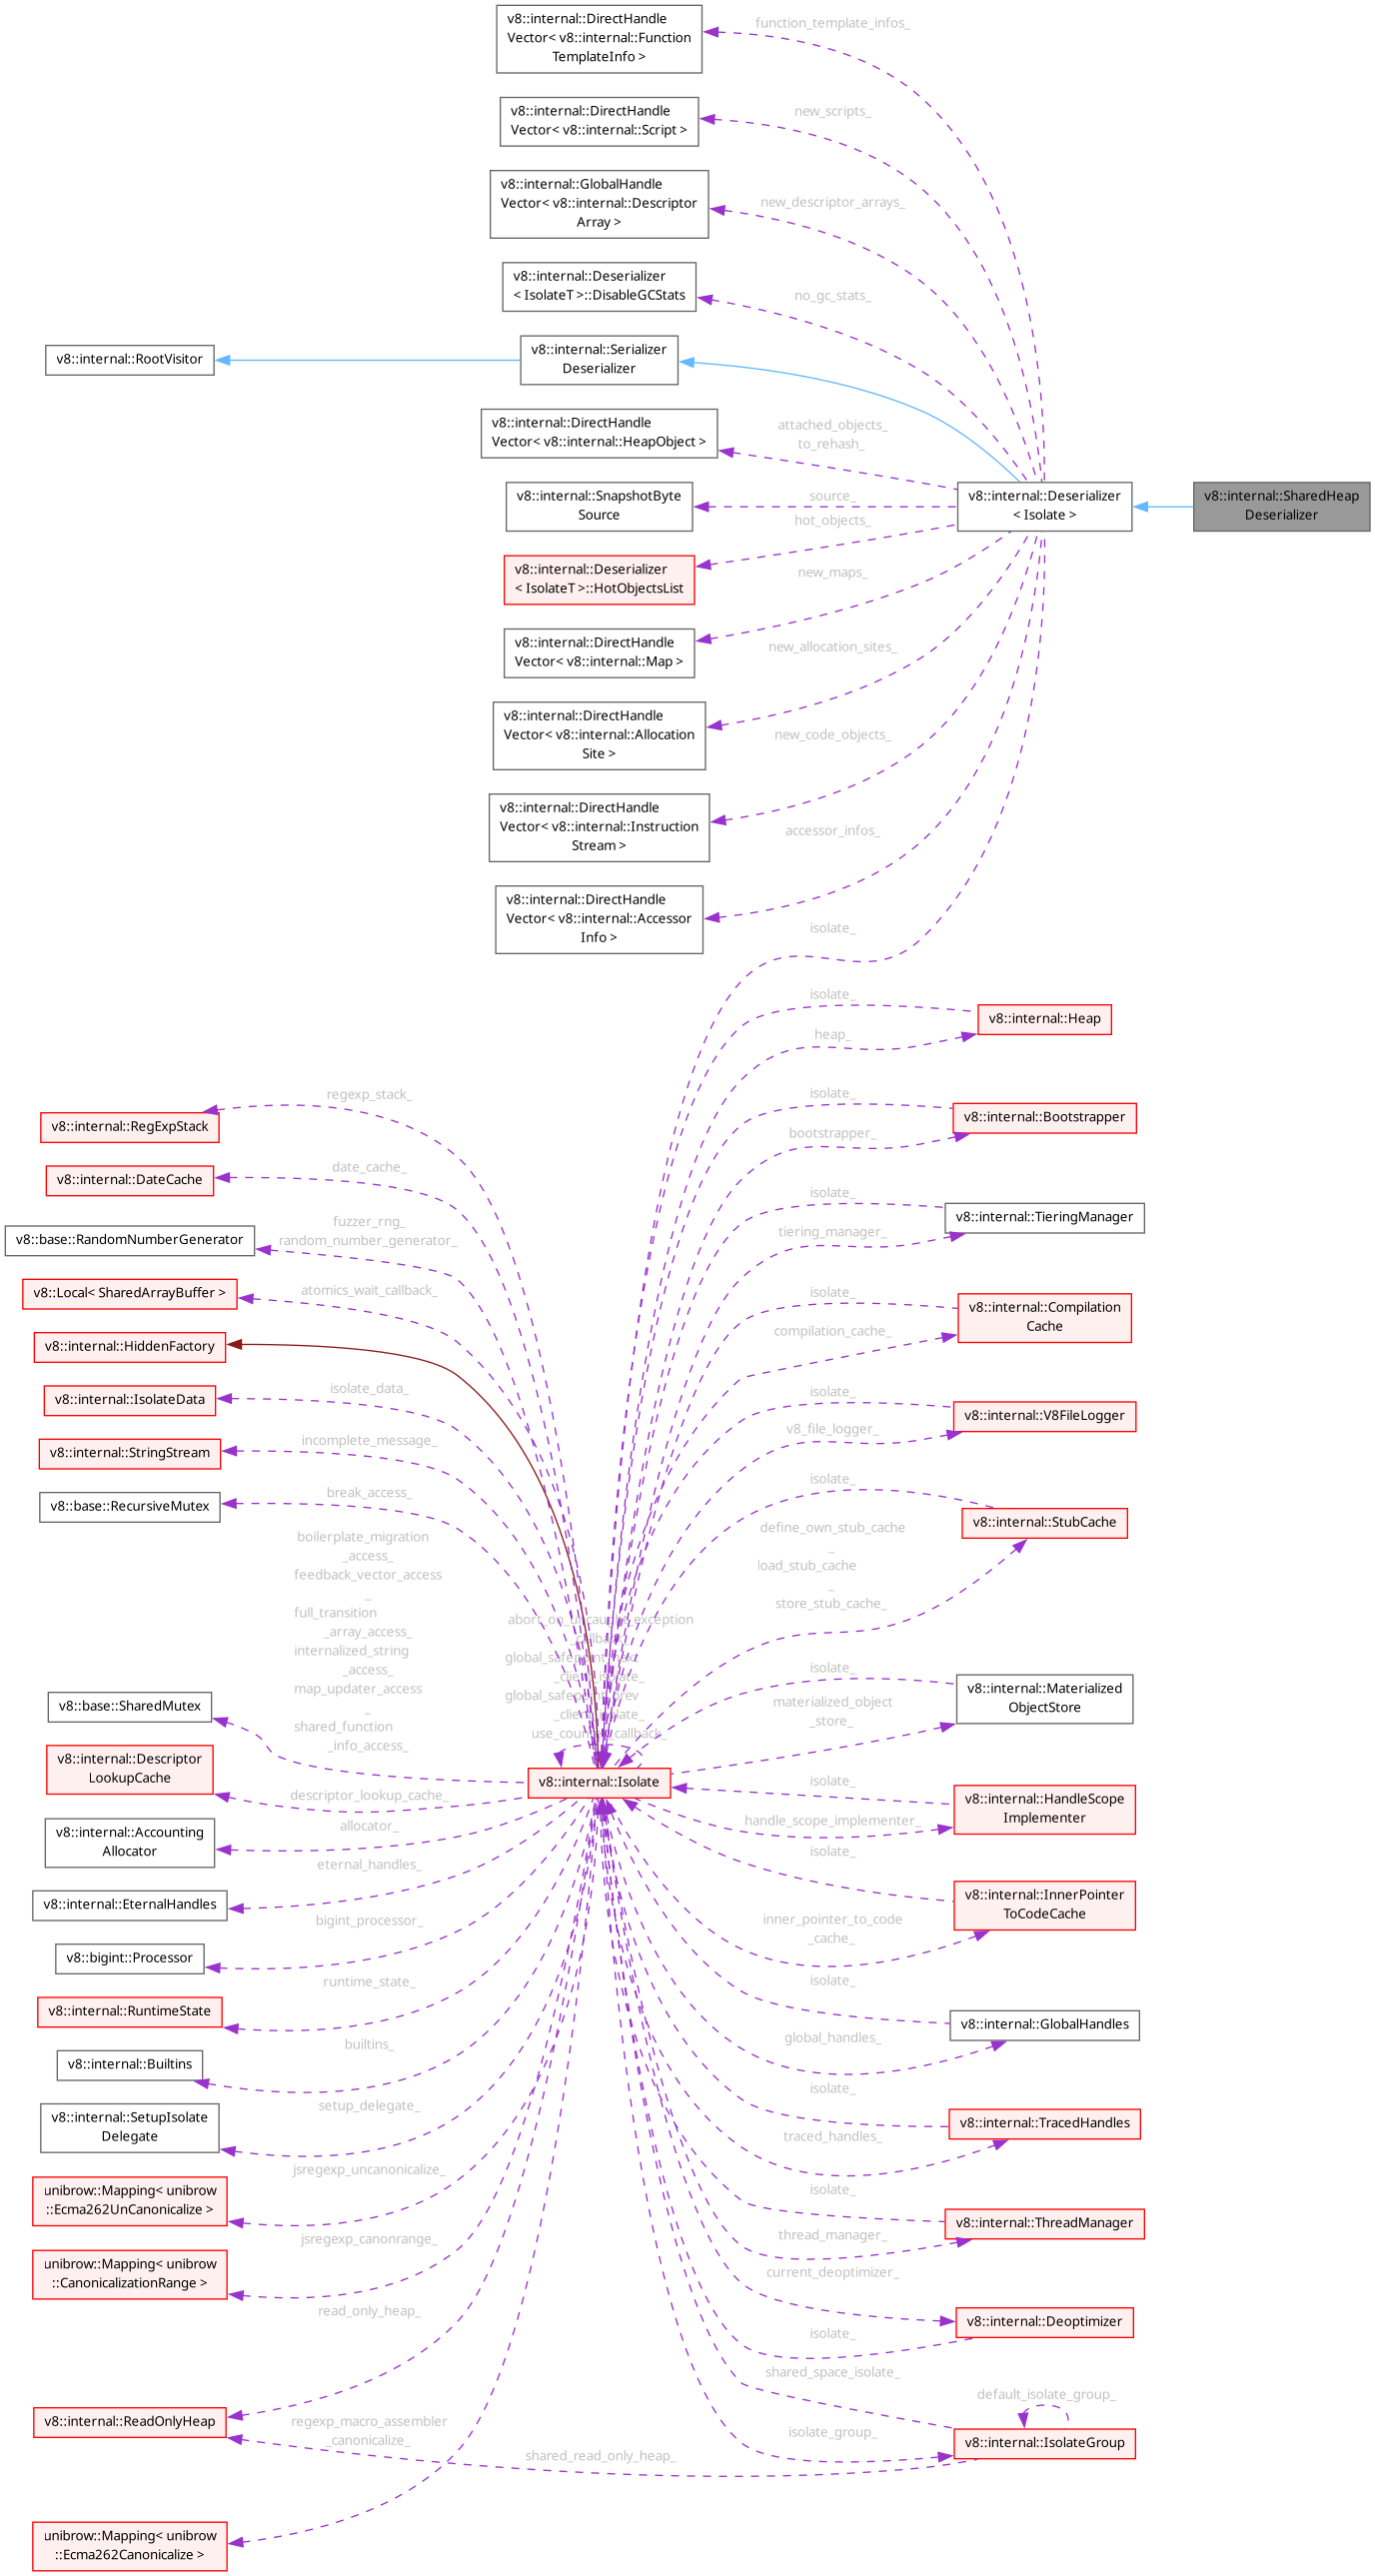 v8::internal::DirectHandle
Vector< v8::internal::Function
TemplateInfo >
function_template_infos_
v8::internal::DirectHandle
Vector< v8::internal::Script >
new_scripts_
v8::internal::GlobalHandle
Vector< v8::internal::Descriptor
Array >
new_descriptor_arrays_
v8::internal::Deserializer
< IsolateT >::DisableGCStats
no_gc_stats_
v8::internal::RootVisitor
v8::internal::Serializer
Deserializer
v8::internal::DirectHandle
Vector< v8::internal::HeapObject >
attached_objects_
to_rehash_
v8::internal::SnapshotByte
Source
source_
v8::internal::Deserializer
< Isolate >
v8::internal::SharedHeap
Deserializer
hot_objects_
v8::internal::Deserializer
< IsolateT >::HotObjectsList
new_maps_
v8::internal::DirectHandle
Vector< v8::internal::Map >
new_allocation_sites_
v8::internal::DirectHandle
Vector< v8::internal::Allocation
Site >
new_code_objects_
v8::internal::DirectHandle
Vector< v8::internal::Instruction
Stream >
accessor_infos_
v8::internal::DirectHandle
Vector< v8::internal::Accessor
Info >
isolate_
isolate_
v8::internal::Heap
heap_
regexp_stack_
v8::internal::RegExpStack
isolate_
v8::internal::Bootstrapper
bootstrapper_
date_cache_
v8::internal::DateCache
isolate_
v8::internal::TieringManager
tiering_manager_
fuzzer_rng_
random_number_generator_
v8::base::RandomNumberGenerator
atomics_wait_callback_
v8::Local< SharedArrayBuffer >
isolate_
v8::internal::Compilation
Cache
compilation_cache_
v8::internal::HiddenFactory
isolate_data_
v8::internal::IsolateData
isolate_
v8::internal::V8FileLogger
v8_file_logger_
incomplete_message_
v8::internal::StringStream
break_access_
v8::base::RecursiveMutex
isolate_
v8::internal::StubCache
define_own_stub_cache
_
load_stub_cache
_
store_stub_cache_
boilerplate_migration
_access_
feedback_vector_access
_
full_transition
_array_access_
internalized_string
_access_
map_updater_access
_
shared_function
_info_access_
abort_on_uncaught_exception
_callback_
global_safepoint_next
_client_isolate_
global_safepoint_prev
_client_isolate_
use_counter_callback_
v8::base::SharedMutex
isolate_
v8::internal::Materialized
ObjectStore
materialized_object
_store_
v8::internal::Descriptor
LookupCache
descriptor_lookup_cache_
v8::internal::Isolate
isolate_
v8::internal::HandleScope
Implementer
handle_scope_implementer_
allocator_
v8::internal::Accounting
Allocator
isolate_
v8::internal::InnerPointer
ToCodeCache
inner_pointer_to_code
_cache_
eternal_handles_
v8::internal::EternalHandles
bigint_processor_
v8::bigint::Processor
isolate_
v8::internal::GlobalHandles
global_handles_
runtime_state_
v8::internal::RuntimeState
builtins_
v8::internal::Builtins
isolate_
v8::internal::TracedHandles
traced_handles_
setup_delegate_
v8::internal::SetupIsolate
Delegate
jsregexp_uncanonicalize_
unibrow::Mapping< unibrow
::Ecma262UnCanonicalize >
isolate_
v8::internal::ThreadManager
thread_manager_
jsregexp_canonrange_
unibrow::Mapping< unibrow
::CanonicalizationRange >
current_deoptimizer_
v8::internal::Deoptimizer
isolate_
read_only_heap_
v8::internal::ReadOnlyHeap
shared_space_isolate_
default_isolate_group_
isolate_group_
v8::internal::IsolateGroup
regexp_macro_assembler
_canonicalize_
shared_read_only_heap_
unibrow::Mapping< unibrow
::Ecma262Canonicalize >